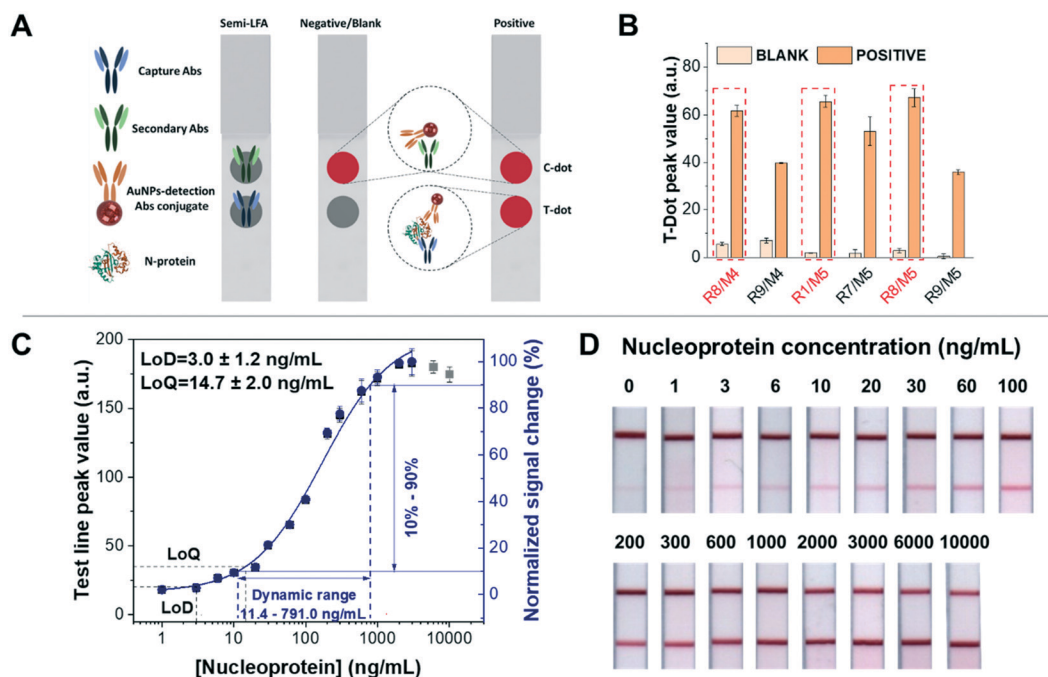 A
Semi-LFA
Negative/Blank
Positive
Capture Abs
Secondary Abs
AuNPs-detection
Abs conjugate
N-protein
C-dot
T-dot
B
BLANK
POSITIVE
T-Dot peak value (a.u.)
80
60
40
20
0
R8/M4
R9/M4
R1/M5
R7/M5
R8/M5
R9/M5
C
LoD=3.0 ± 1.2 ng/mL
LoQ=14.7 ± 2.0 ng/mL
Test line peak value (a.u.)
200
175
150
125
100
75
50
25
0
LoQ
LoD
10% - 90%
Dynamic range
11.4 - 791.0 ng/mL
Normalized signal change (%)
100
80
60
40
20
0
1
10
100
1000
10000
[Nucleoprotein] (ng/mL)
D
Nucleoprotein concentration (ng/mL)
0 1 3 6 10 20 30 60 100
200 300 600 1000 2000 3000 6000 10000